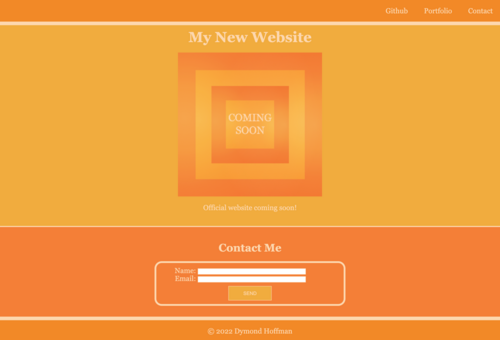 Github Portfolio Contact
My New Website
COMING
SOON
Official website coming soon!
Contact Me
Name:
Email:
SEND
© 2022 Dymond Hoffman